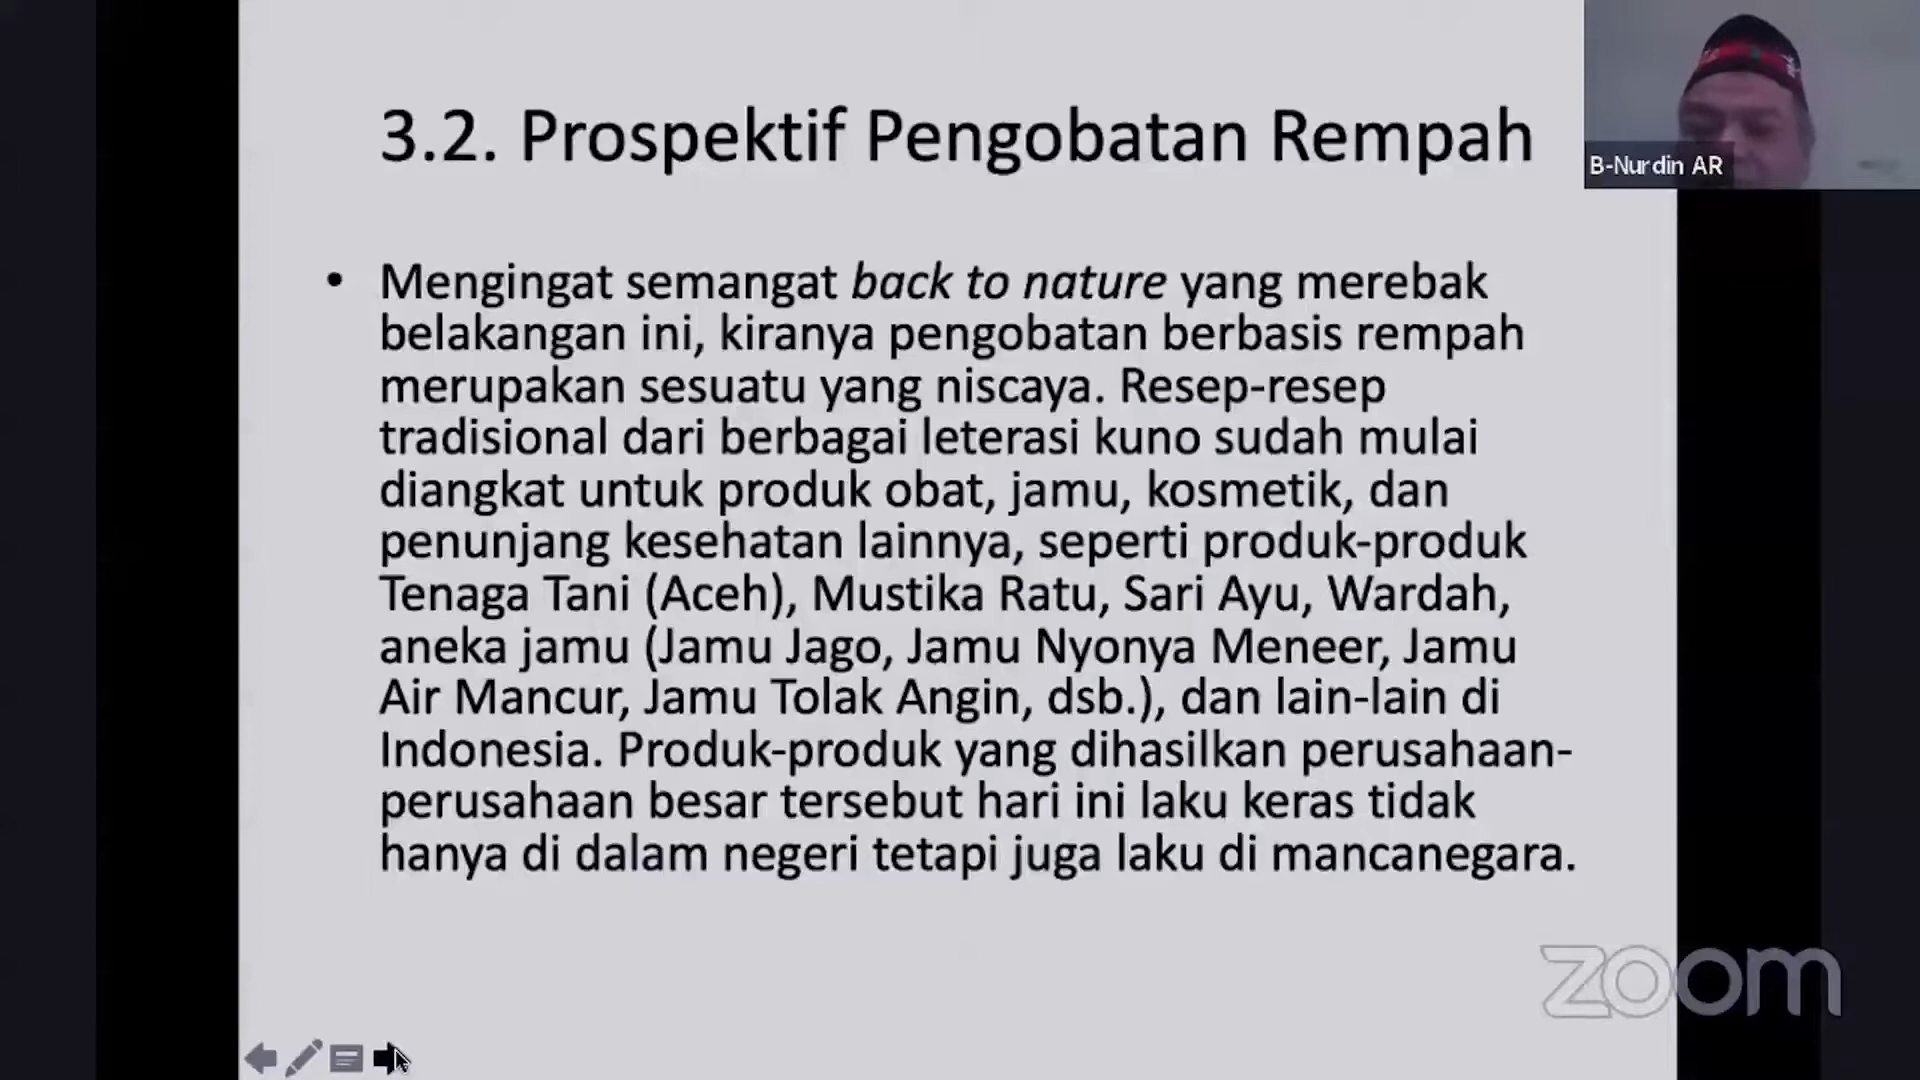 3.2. Prospektif Pengobatan Rempah
B-Nurdin AR
• Mengingat semangat back to nature yang merebak
belakangan ini, kiranya pengobatan berbasis rempah
merupakan sesuatu yang niscaya. Resep-resep
tradisional dari berbagai leterasi kuno sudah mulai
diangkat untuk produk obat, jamu, kosmetik, dan
penunjang kesehatan lainnya, seperti produk-produk
Tenaga Tani (Aceh), Mustika Ratu, Sari Ayu, Wardah,
aneka jamu (Jamu Jago, Jamu Nyonya Meneer, Jamu
Air Mancur, Jamu Tolak Angin, dsb.), dan lain-lain di
Indonesia. Produk-produk yang dihasilkan perusahaan-
perusahaan besar tersebut hari ini laku keras tidak
hanya di dalam negeri tetapi juga laku di mancanegara.
zoom